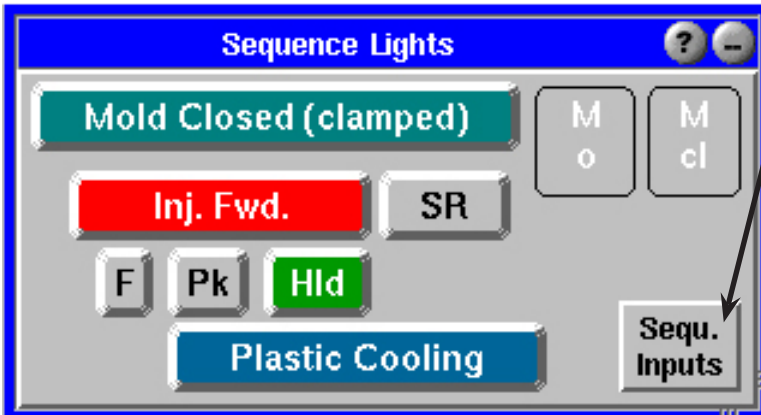 Sequence Lights ? –
Mold Closed (clamped)
M
o
M
cl
Inj. Fwd.
SR
F
Pk
Hld
Sequ.
Inputs
Plastic Cooling